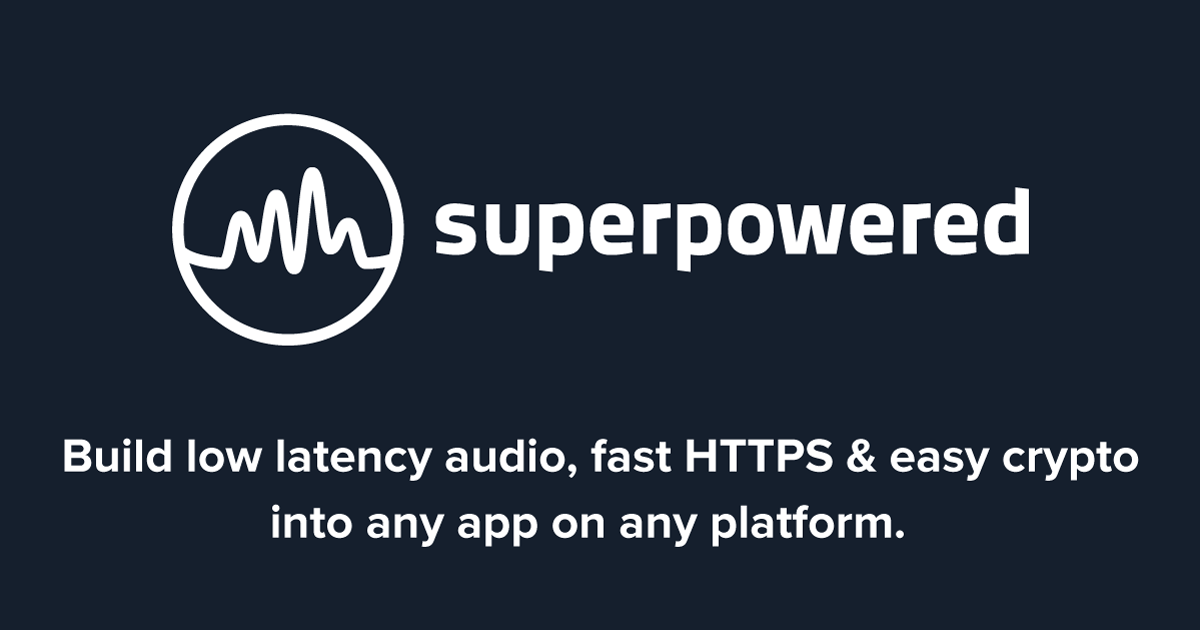 superpowered
Build low latency audio, fast HTTPS & easy crypto
into any app on any platform.